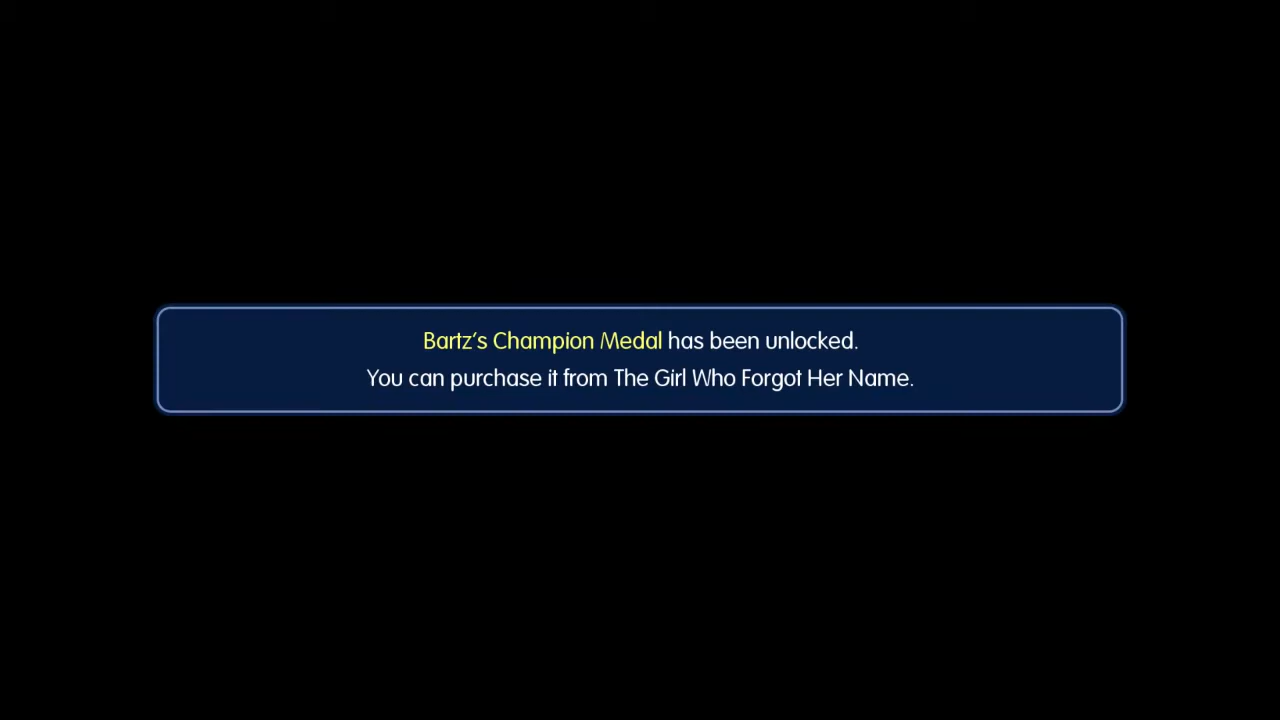 Bartz's Champion Medal has been unlocked.
You can purchase it from The Girl Who Forgot Her Name.